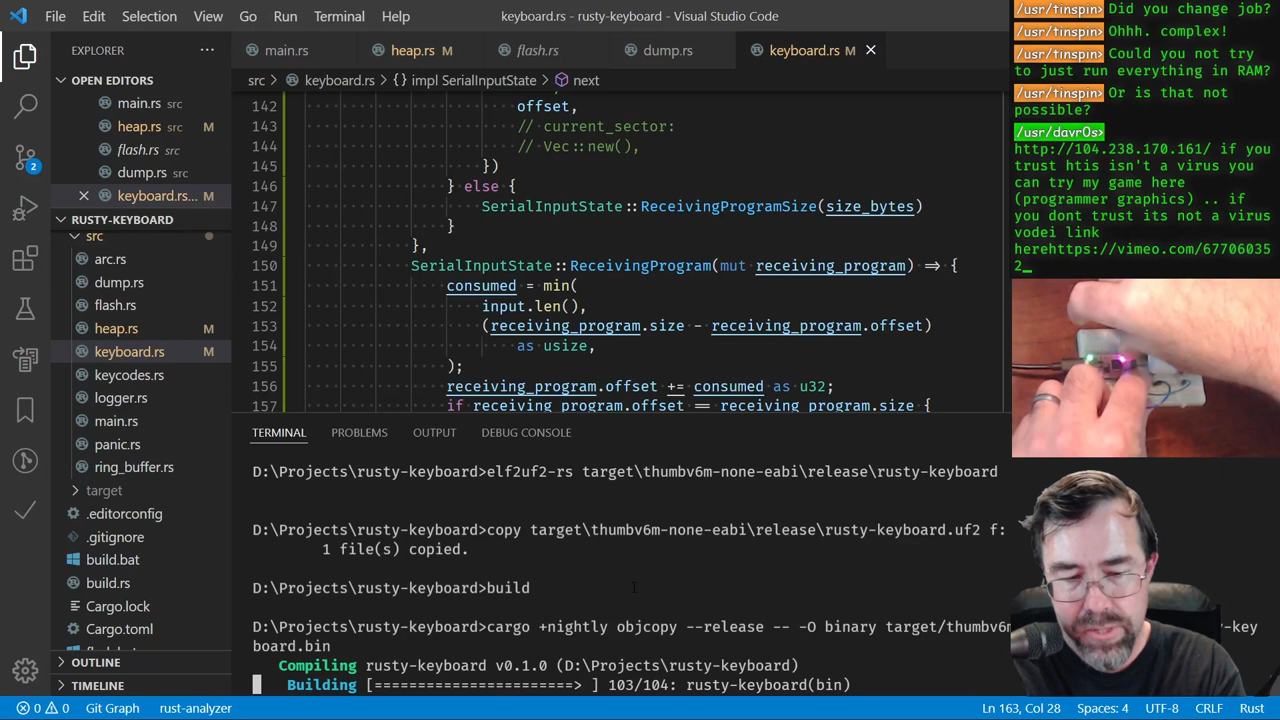 File Edit Selection View Go Run Terminal Help
keyboard.rs - rusty-keyboard - Visual Studio Code
EXPLORER
OPEN EDITORS
main.rs src
heap.rs src M
flash.rs src
dump.rs src
keyboard.rs... M
RUSTY-KEYBOARD
src
arc.rs
dump.rs
flash.rs
heap.rs M
keyboard.rs M
keycodes.rs
logger.rs
main.rs
panic.rs
ring_buffer.rs
target
.editorconfig
.gitignore
build.bat
build.rs
Cargo.lock
Cargo.toml
OUTLINE
TIMELINE
2
main.rs heap.rs M flash.rs dump.rs keyboard.rs M
src > keyboard.rs > {} impl SerialInputState > next
142 offset,
143 // current_sector:
144 // Vec::new(),
145 })
146 } else {
147 SerialInputState::ReceivingProgramSize(size_bytes)
148 }
149 },
150 SerialInputState::ReceivingProgram(mut receiving_program) => {
151 consumed = min(
152 input.len(),
153 (receiving_program.size - receiving_program.offset)
154 as usize,
155 );
156 receiving_program.offset += consumed as u32;
157 if receiving_program.offset == receiving_program.size {
TERMINAL PROBLEMS OUTPUT DEBUG CONSOLE
D:\Projects\rusty-keyboard>elf2uf2-rs target\thumbv6m-none-eabi\release\rusty-keyboard
D:\Projects\rusty-keyboard>copy target\thumbv6m-none-eabi\release\rusty-keyboard.uf2 f:
1 file(s) copied.
D:\Projects\rusty-keyboard>build
D:\Projects\rusty-keyboard>cargo +nightly objcopy --release -- -O binary target/thumbv6m
-key
board.bin
Compiling rusty-keyboard v0.1.0 (D:\Projects\rusty-keyboard)
Building [=======================> ] 103/104: rusty-keyboard(bin)
0 0 Git Graph rust-analyzer
Ln 163, Col 28 Spaces: 4 UTF-8 CRLF Rust
/usr/tinspin> Did you change job?
/usr/tinspin> Ohhh. complex!
/usr/tinspin> Could you not try
to just run everything in RAM?
/usr/tinspin> Or is that not
possible?
/usr/davr0s>
http://104.238.170.161/ if you
trust htis isn't a virus you
can try my game here
(programmer graphics) .. if
you dont trust its not a virus
vodei link
herehttps://vimeo.com/67706035
2_